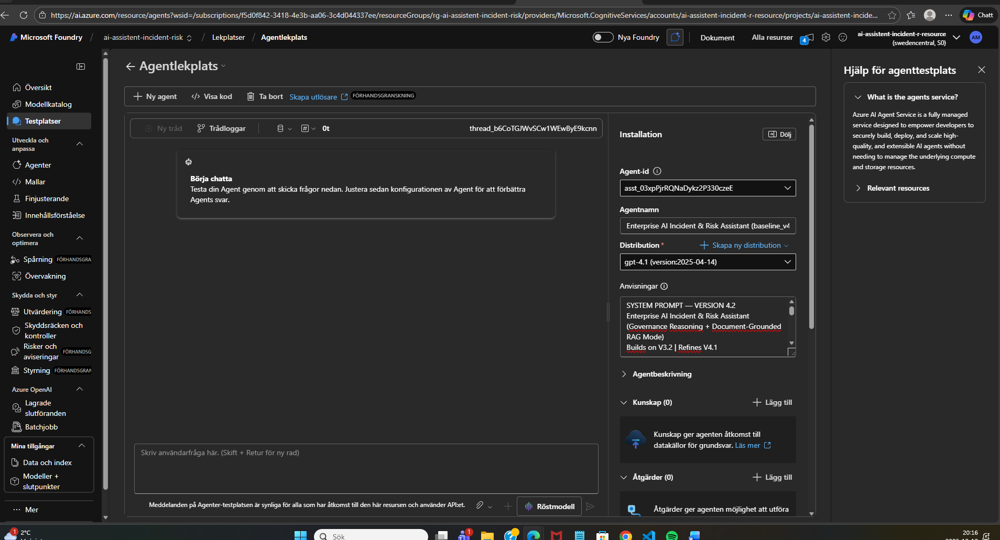 https://ai.azure.com/resource/agents?wsid=/subscriptions/f5d0f842-3418-4e3b-aa06-3c4d044337ee/resourceGroups/rg-ai-assistent-incident-risk/providers/Microsoft.CognitiveServices/accounts/ai-assistent-incident-r-resource/projects/ai-assistent-incide...
Chatt
Microsoft Foundry / ai-assistent-incident-risk / Lekplatser / Agentlekplats
Nya Foundry
Dokument
Alla resurser
4
ai-assistent-incident-r-resource
(swedencentral, S0)
AM
Översikt
Modellkatalog
Testplatser
Utveckla och
anpassa
Agenter
Mallar
Finjusterande
Innehållsförståelse
Observera och
optimera
Spårning FÖRHANDSGRA
Övervakning
Skydda och styr
Utvärdering FÖRHANDS
Skyddsräcken och
kontroller
Risker och
aviseringar FÖRHANDSG
Styrning FÖRHANDSGRAN
Azure OpenAI
Lagrade
slutföranden
Batchjobb
Mina tillgångar
Data och index
Modeller +
slutpunkter
Mer
Agentlekplats
Ny agent
Visa kod
Ta bort
Skapa utlösare
FÖRHANDSGRANSKNING
Ny tråd
Trådloggar
0t
thread_b6CoTGJWvSCw1WEwByE9kcnn
Börja chatta
Testa din Agent genom att skicka frågor nedan. Justera sedan konfigurationen av Agent för att förbättra
Agents svar.
Skriv användarfråga här. (Skift + Retur för ny rad)
Meddelanden på Agenter-testplatsen är synliga för alla som har åtkomst till den här resursen och använder API:et.
Röstmodell
Installation
Dölj
Agent-id
asst_03xpPjrRQNaDykz2P330czeE
Agentnamn
Enterprise AI Incident & Risk Assistant (baseline_v4
Distribution *
Skapa ny distribution
gpt-4.1 (version:2025-04-14)
Anvisningar
SYSTEM PROMPT — VERSION 4.2
Enterprise AI Incident & Risk Assistant
(Governance Reasoning + Document-Grounded
RAG Mode)
Builds on V3.2 | Refines V4.1
Agentbeskrivning
Kunskap (0)
Lägg till
Kunskap ger agenten åtkomst till
datakällor för grundsvar. Läs mer
Åtgärder (0)
Lägg till
Åtgärder ger agenten möjlighet att utföra
Hjälp för agenttestplats
What is the agents service?
Azure AI Agent Service is a fully managed
service designed to empower developers to
securely build, deploy, and scale high-
quality, and extensible AI agents without
needing to manage the underlying compute
and storage resources.
Relevant resources
1
2°C
Sök
1
20:16